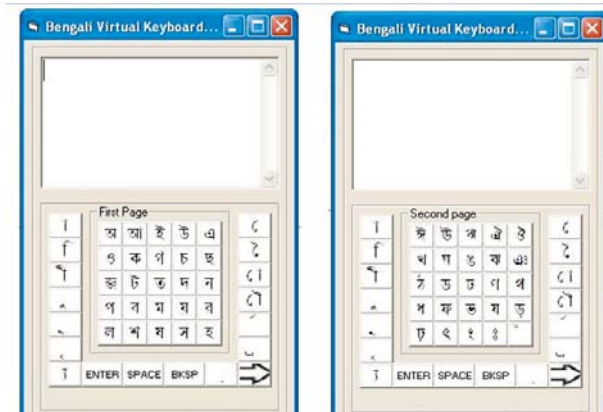 Bengali Virtual Keyboard...
First Page
া অ আ ই উ এ ে
ি ও ক গ চ ছ ৈ
ী জ ট ত দ ন ো
প ব ম য র ৌ
ল শ ষ স হ
ENTER SPACE BKSP
Bengali Virtual Keyboard...
Second page
া ঈ ঊ ঋ ঐ ঔ ে
ি খ ঘ ঙ ঝ ঞ ৈ
ী ঠ ড ঢ ণ থ ো
ধ ফ ভ য় ড় ৌ
ঢ় ৎ ং ঃ ঁ
ENTER SPACE BKSP